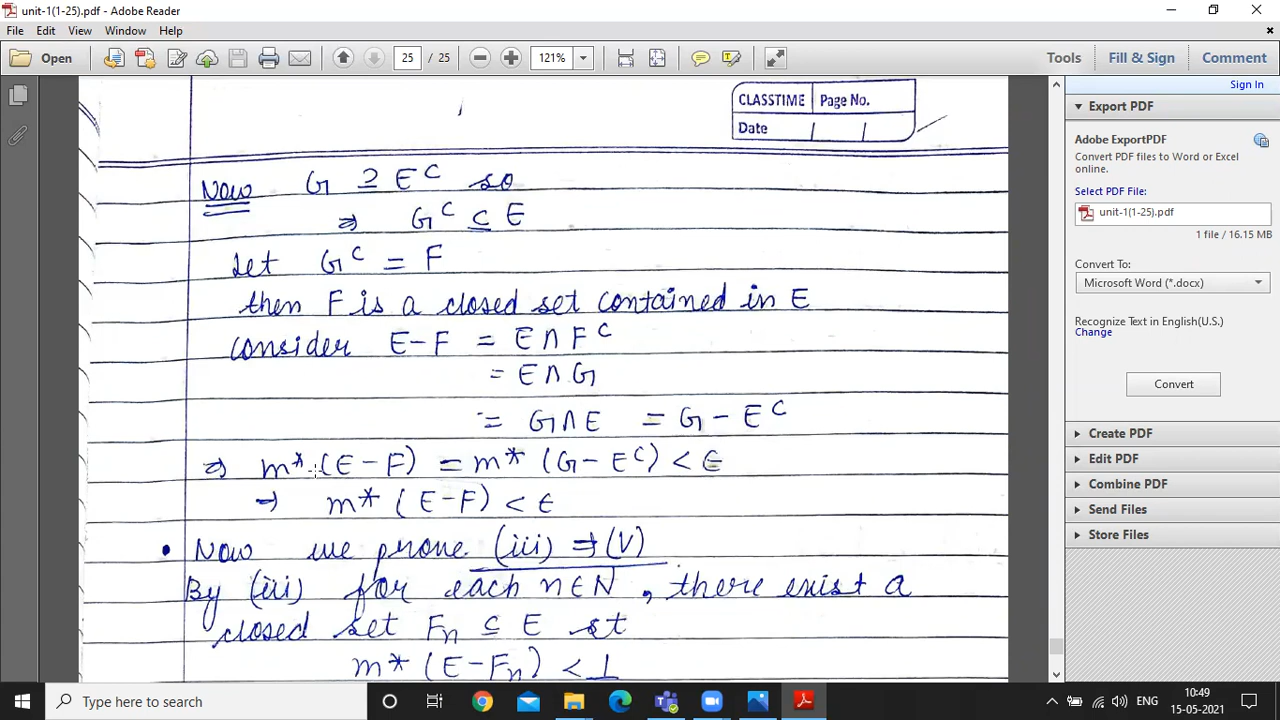 unit-1(1-25).pdf - Adobe Reader
File Edit View Window Help
Open 25 / 25 121% Tools Fill & Sign Comment
Sign In
CLASSTIME Page No.
Date
Now G ⊇ E^C so
⇒ G^C ⊆ E
Let G^C = F
then F is a closed set contained in E
consider E-F = E∩F^C
= E∩G
= G∩E = G - E^C
⇒ m* (E-F) = m* (G-E^C) < ε
⇒ m* (E-F) < ε
• Now we prove (iii) ⇒ (V)
By (iii) for each n∈N, there exist a
closed set Fn ⊆ E st
m* (E-Fn) < 1
Export PDF
Adobe ExportPDF
Convert PDF files to Word or Excel
online.
Select PDF File:
unit-1(1-25).pdf
1 file / 16.15 MB
Convert To:
Microsoft Word (*.docx)
Recognize Text in English(U.S.)
Change
Convert
Create PDF
Edit PDF
Combine PDF
Send Files
Store Files
Type here to search
ENG
10:49
15-05-2021